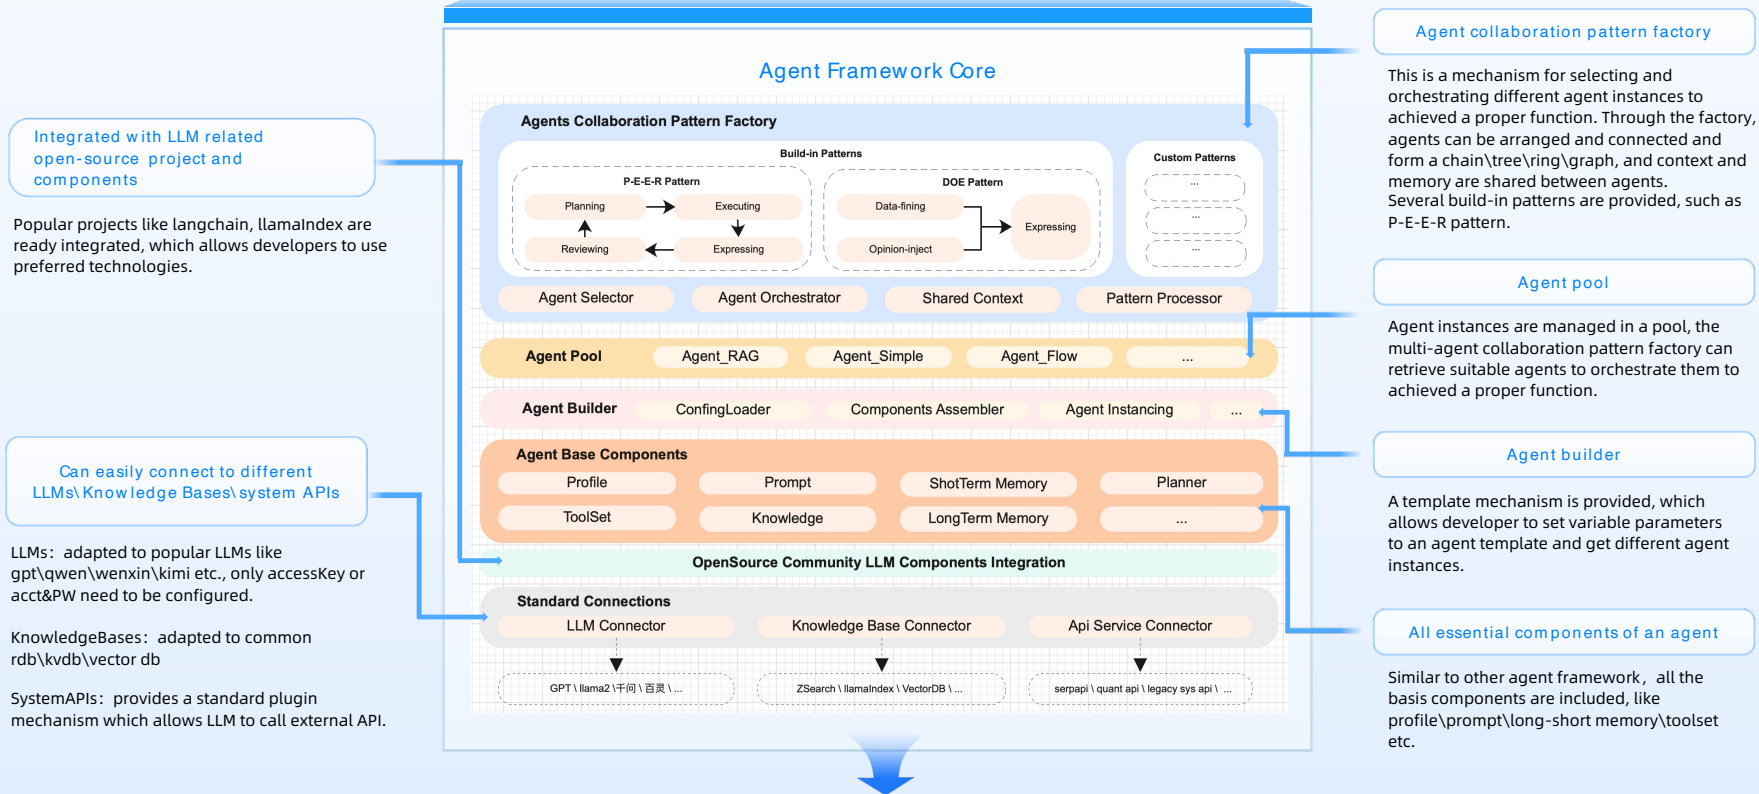 Agent Framework Core
Integrated with LLM related
open-source project and
components
Popular projects like langchain, llamaIndex are
ready integrated, which allows developers to use
preferred technologies.
Can easily connect to different
LLMs\Knowledge Bases\system APIs
LLMs: adapted to popular LLMs like
gpt\qwen\wenxin\kimi etc., only accessKey or
acct&PW need to be configured.
KnowledgeBases: adapted to common
rdb\kvdb\vector db
SystemAPIs: provides a standard plugin
mechanism which allows LLM to call external API.
Agents Collaboration Pattern Factory
Build-in Patterns
P-E-E-R Pattern
Planning
Executing
Reviewing
Expressing
DOE Pattern
Data-fining
Opinion-inject
Expressing
Custom Patterns
...
...
...
Agent Selector
Agent Orchestrator
Shared Context
Pattern Processor
Agent Pool
Agent_RAG
Agent_Simple
Agent_Flow
...
Agent Builder
ConfingLoader
Components Assembler
Agent Instancing
...
Agent Base Components
Profile
Prompt
ShotTerm Memory
Planner
ToolSet
Knowledge
LongTerm Memory
...
OpenSource Community LLM Components Integration
Standard Connections
LLM Connector
Knowledge Base Connector
Api Service Connector
GPT \ llama2 \千问 \ 百灵 \ ...
ZSearch \ llamaIndex \ VectorDB \ ...
serpapi \ quant api \ legacy sys api \ ...
Agent collaboration pattern factory
This is a mechanism for selecting and
orchestrating different agent instances to
achieved a proper function. Through the factory,
agents can be arranged and connected and
form a chain\tree\ring\graph, and context and
memory are shared between agents.
Several build-in patterns are provided, such as
P-E-E-R pattern.
Agent pool
Agent instances are managed in a pool, the
multi-agent collaboration pattern factory can
retrieve suitable agents to orchestrate them to
achieved a proper function.
Agent builder
A template mechanism is provided, which
allows developer to set variable parameters
to an agent template and get different agent
instances.
All essential components of an agent
Similar to other agent framework, all the
basis components are included, like
profile\prompt\long-short memory\toolset
etc.